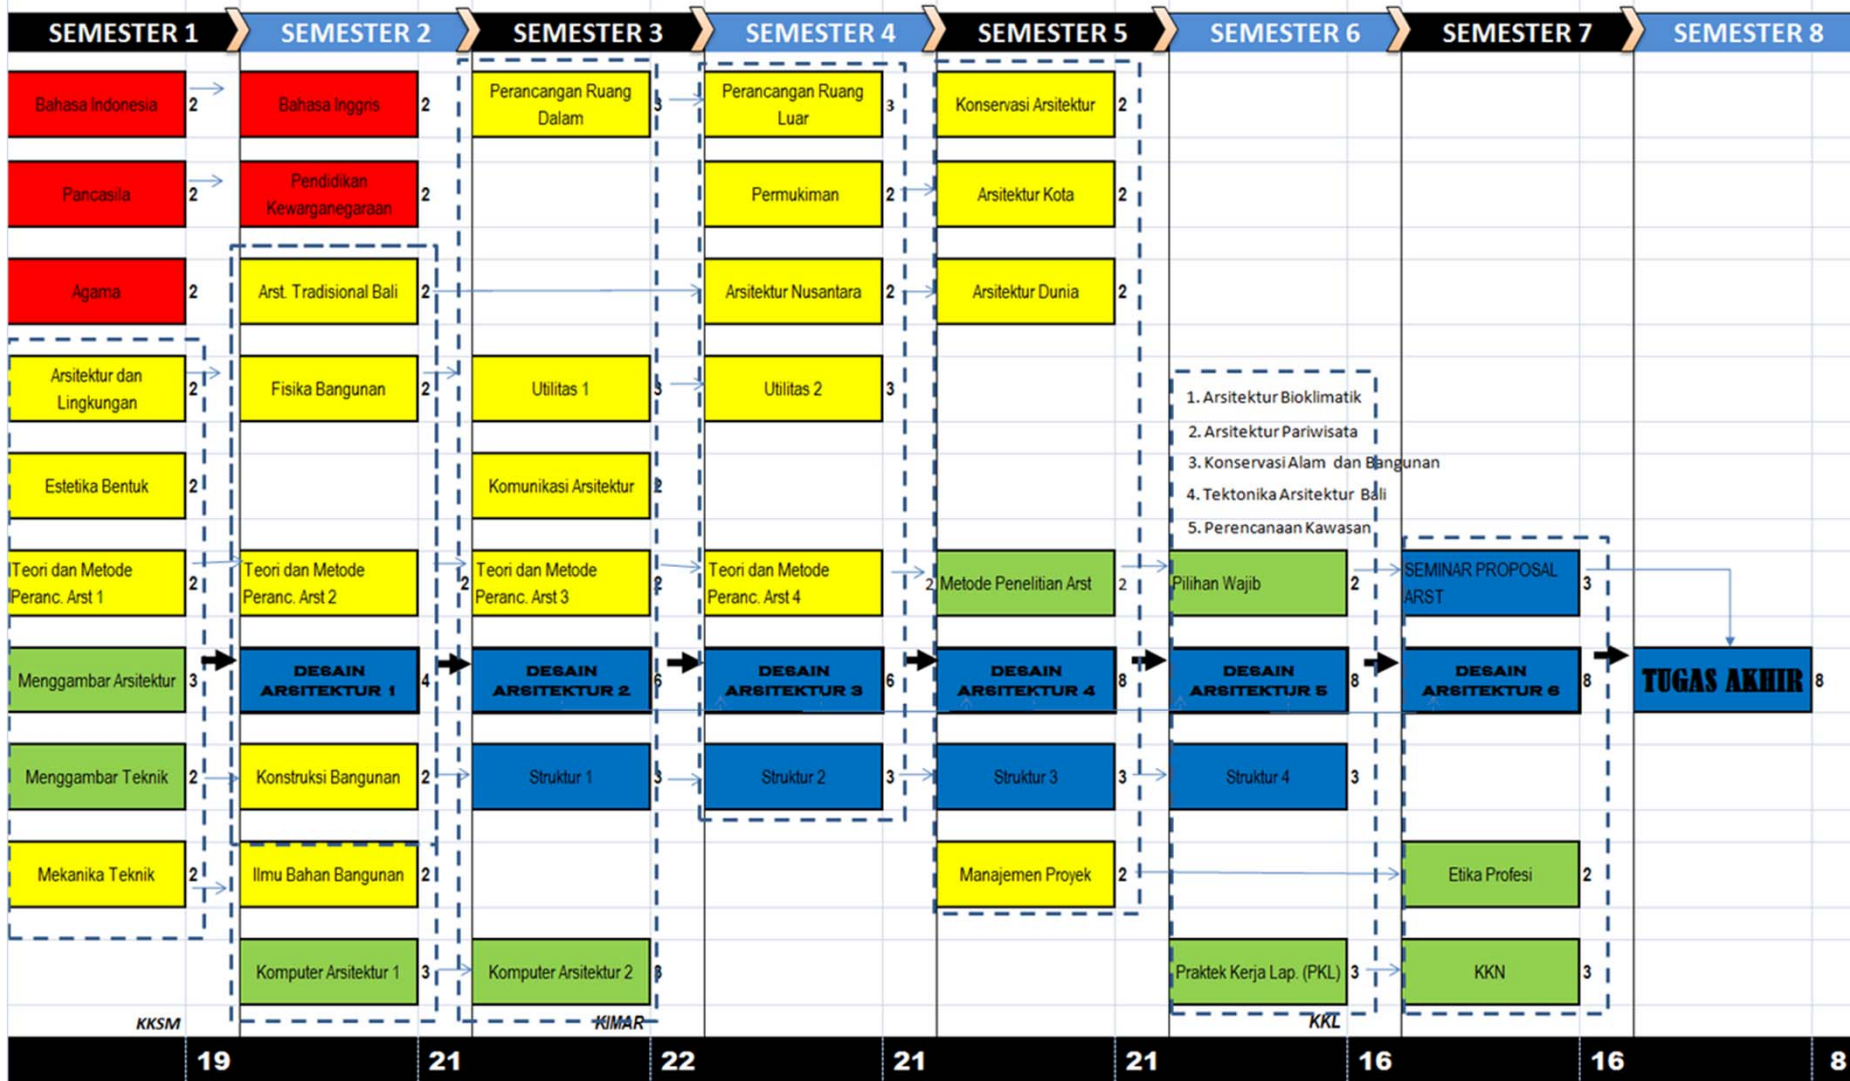 SEMESTER 1
SEMESTER 2
SEMESTER 3
SEMESTER 4
SEMESTER 5
SEMESTER 6
SEMESTER 7
SEMESTER 8
Bahasa Indonesia
2
Bahasa Inggris
2
Perancangan Ruang
Dalam
3
Perancangan Ruang
Luar
3
Konservasi Arsitektur
2
Pancasila
2
Pendidikan
Kewarganegaraan
2
Permukiman
2
Arsitektur Kota
2
Agama
2
Arst. Tradisional Bali
2
Arsitektur Nusantara
2
Arsitektur Dunia
2
Arsitektur dan
Lingkungan
2
Fisika Bangunan
2
Utilitas 1
3
Utilitas 2
3
1. Arsitektur Bioklimatik
2. Arsitektur Pariwisata
3. Konservasi Alam dan Bangunan
4. Tektonika Arsitektur Bali
5. Perencanaan Kawasan
Estetika Bentuk
2
Komunikasi Arsitektur
2
Teori dan Metode
Peranc. Arst 1
2
Teori dan Metode
Peranc. Arst 2
2
Teori dan Metode
Peranc. Arst 3
2
Teori dan Metode
Peranc. Arst 4
2
Metode Penelitian Arst
2
Pilihan Wajib
2
SEMINAR PROPOSAL
ARST
3
Menggambar Arsitektur
3
DESAIN
ARSITEKTUR 1
4
DESAIN
ARSITEKTUR 2
6
DESAIN
ARSITEKTUR 3
6
DESAIN
ARSITEKTUR 4
8
DESAIN
ARSITEKTUR 5
8
DESAIN
ARSITEKTUR 6
8
TUGAS AKHIR
8
Menggambar Teknik
2
Konstruksi Bangunan
2
Struktur 1
3
Struktur 2
3
Struktur 3
3
Struktur 4
3
Mekanika Teknik
2
Ilmu Bahan Bangunan
2
Manajemen Proyek
2
Etika Profesi
2
Komputer Arsitektur 1
3
Komputer Arsitektur 2
3
Praktek Kerja Lap. (PKL)
3
KKN
3
KKSM
KIMAR
KKL
19
21
22
21
21
16
16
8